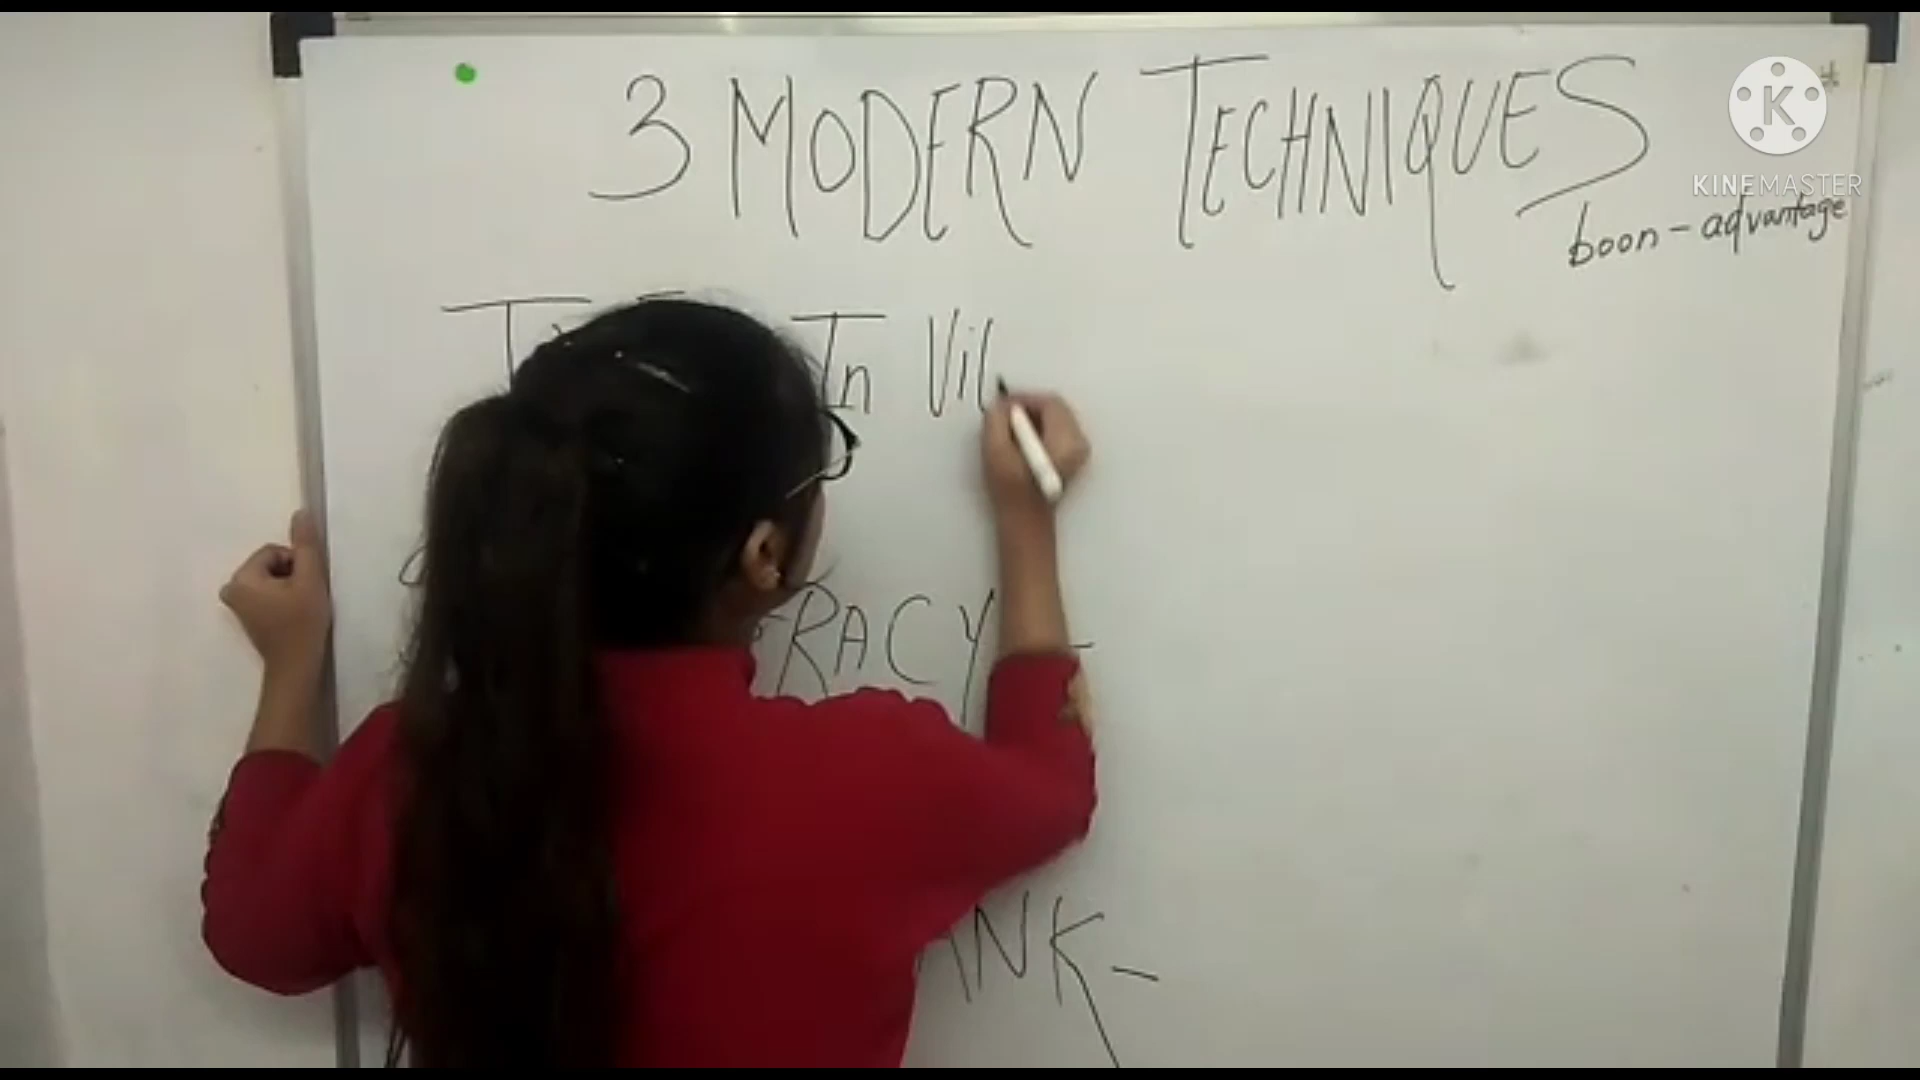 3 MODERN TECHNIQUES
KINEMASTER
boon - advantage
In Vil
RACY -
ANK -